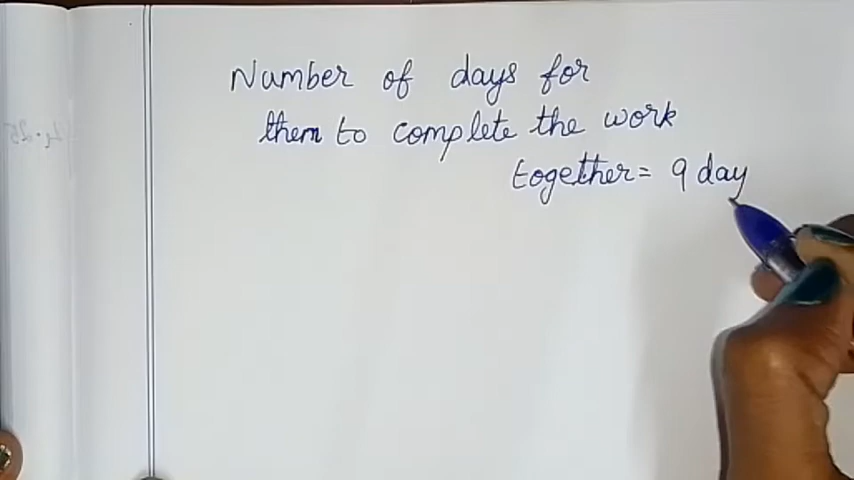 Number of days for
them to complete the work
together = 9 day